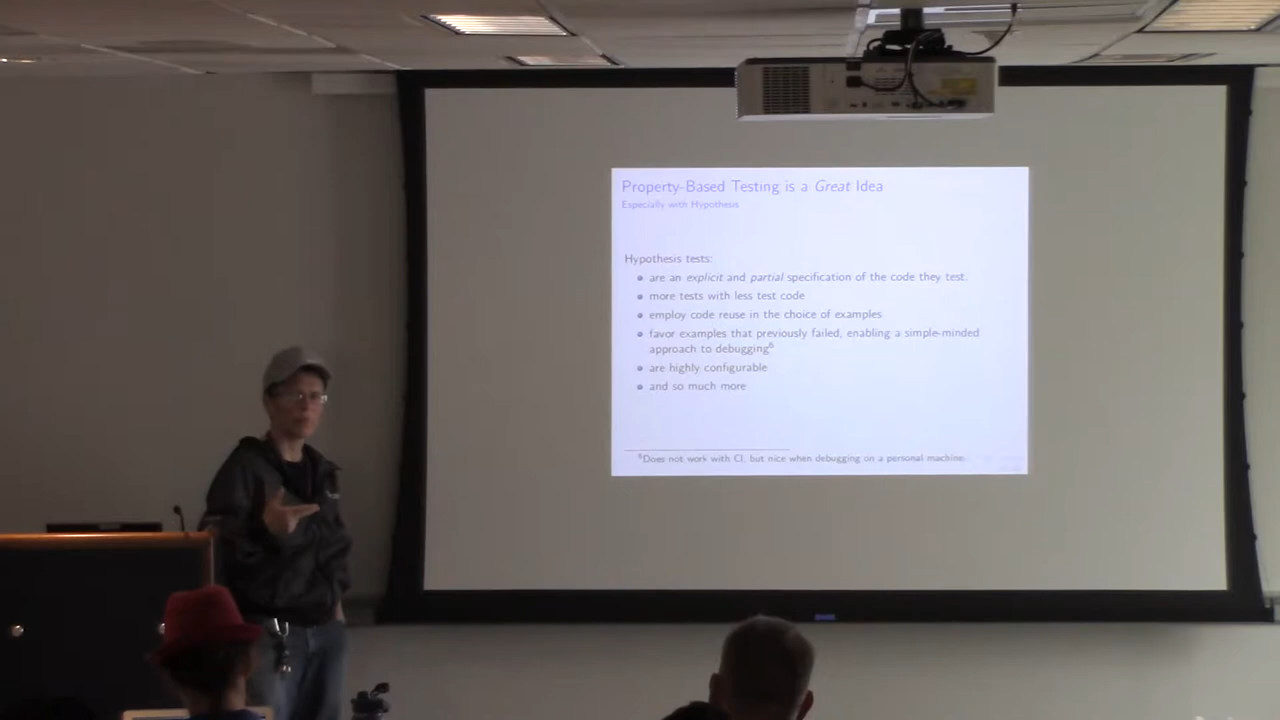 Property-Based Testing is a Great Idea
Especially with Hypothesis
Hypothesis tests:
are an explicit and partial specification of the code they test.
more tests with less test code
employ code reuse in the choice of examples
favor examples that previously failed, enabling a simple-minded
approach to debugging⁶
are highly configurable
and so much more
⁶Does not work with CI, but nice when debugging on a personal machine.